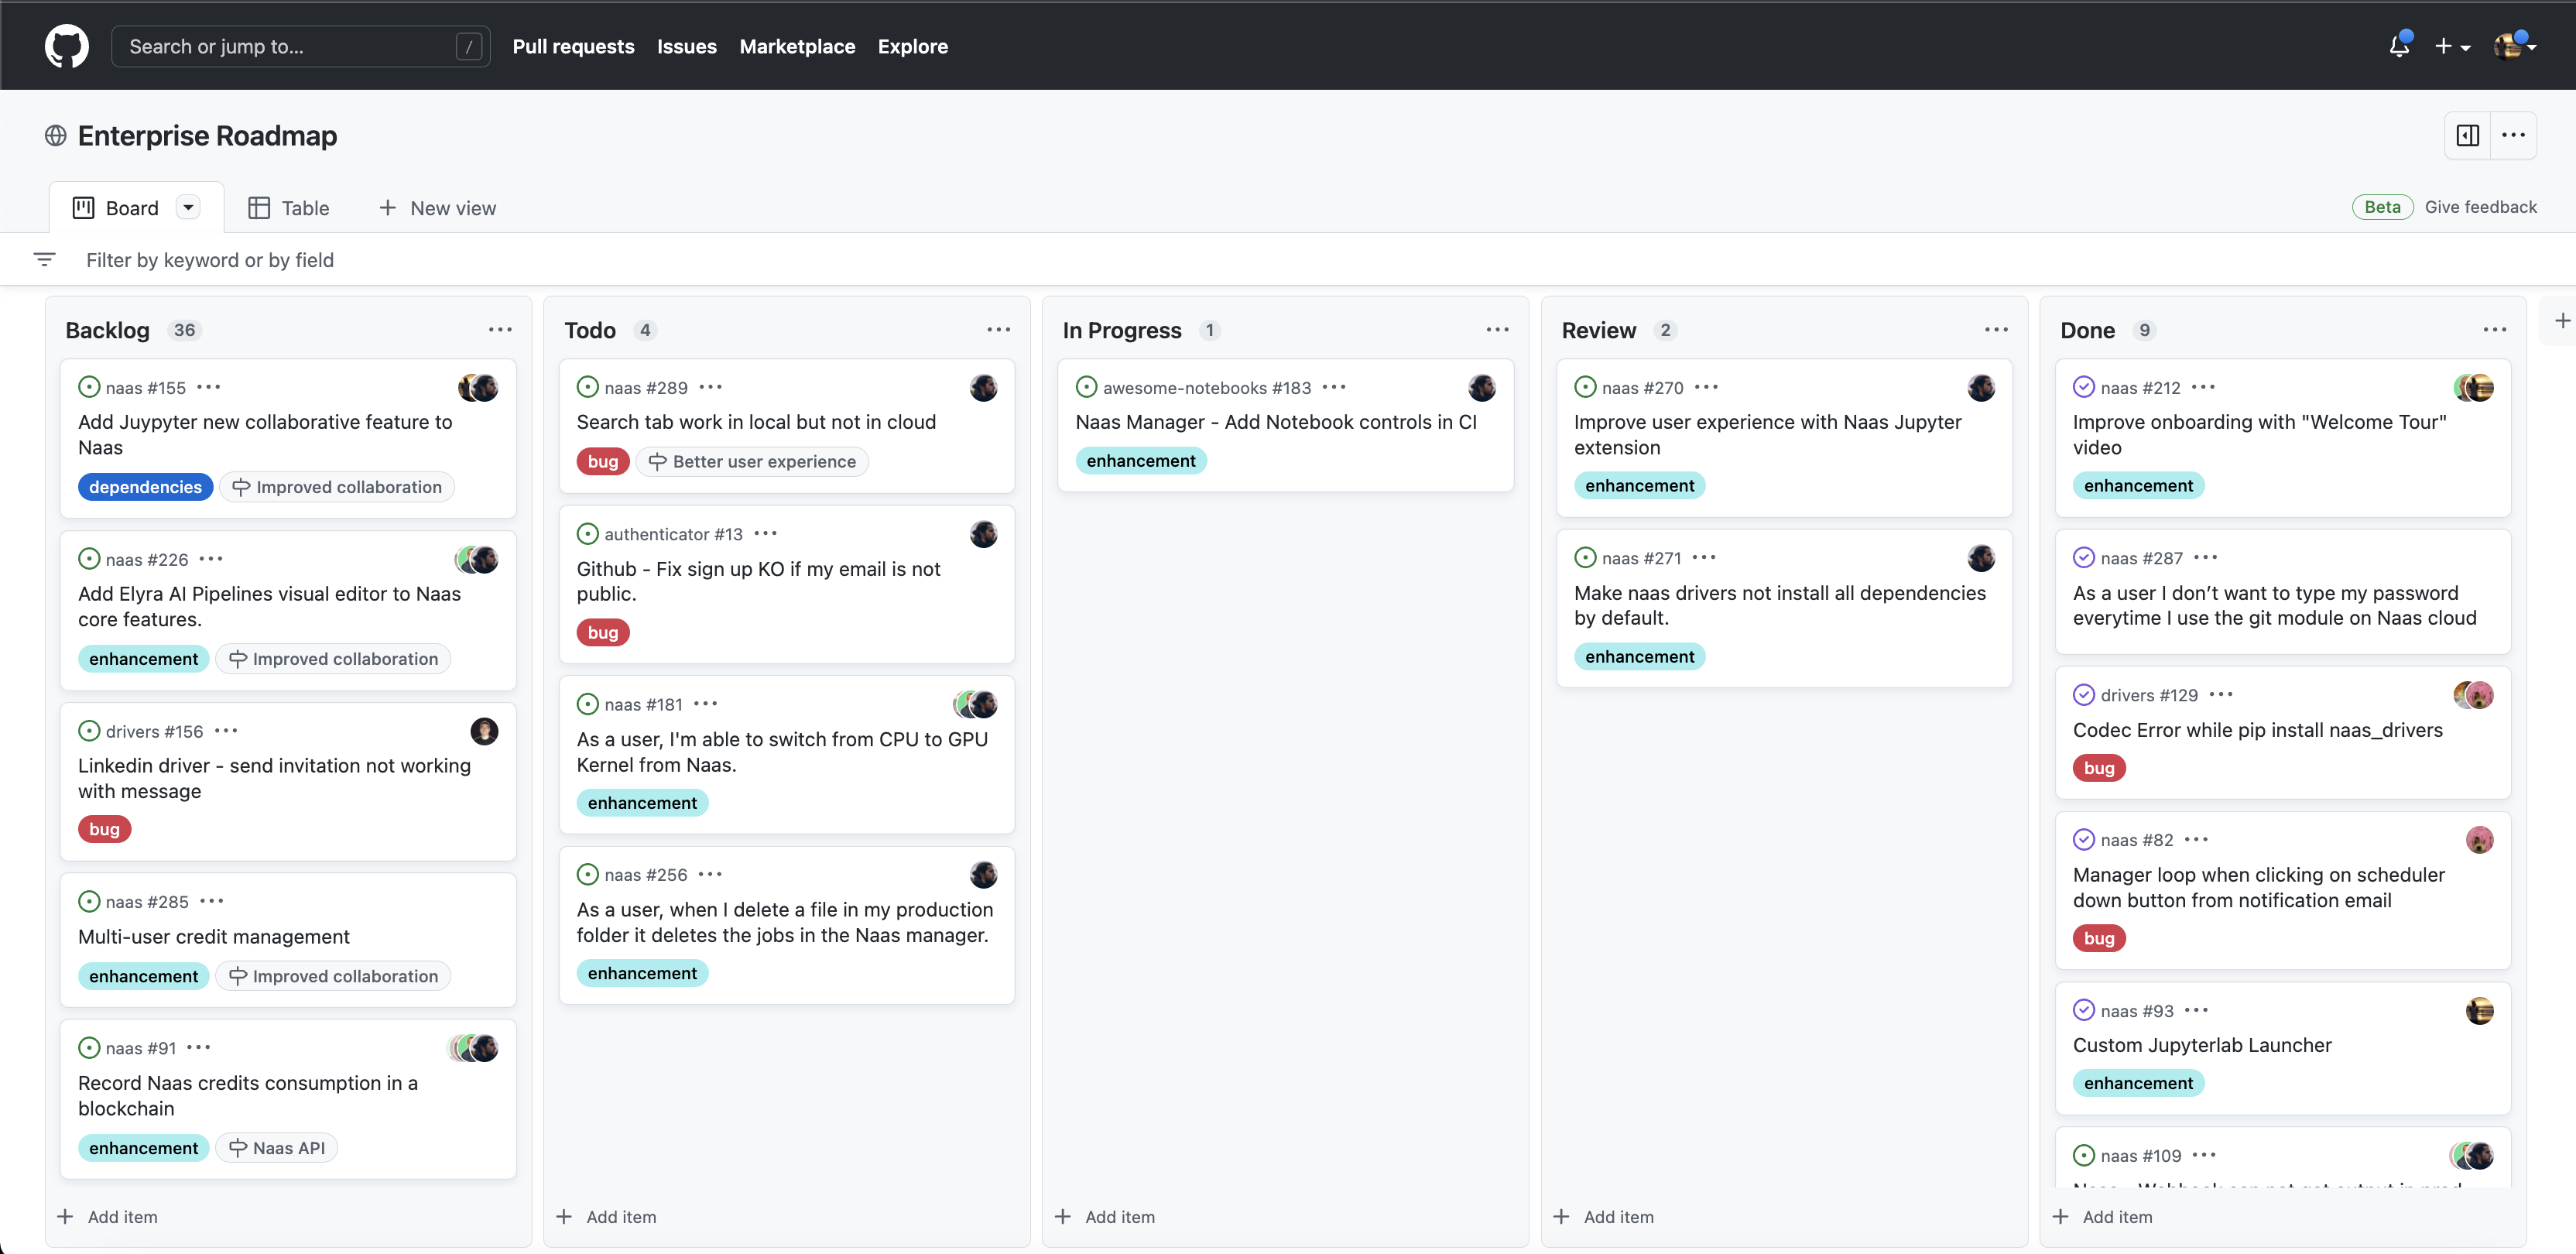 Search or jump to... /
Pull requests Issues Marketplace Explore
Enterprise Roadmap
Board Table + New view
Beta Give feedback
Filter by keyword or by field
Backlog 36
naas #155 ...
Add Juypyter new collaborative feature to
Naas
dependencies Improved collaboration
naas #226 ...
Add Elyra AI Pipelines visual editor to Naas
core features.
enhancement Improved collaboration
drivers #156 ...
Linkedin driver - send invitation not working
with message
bug
naas #285 ...
Multi-user credit management
enhancement Improved collaboration
naas #91 ...
Record Naas credits consumption in a
blockchain
enhancement Naas API
+ Add item
Todo 4
naas #289 ...
Search tab work in local but not in cloud
bug Better user experience
authenticator #13 ...
Github - Fix sign up KO if my email is not
public.
bug
naas #181 ...
As a user, I'm able to switch from CPU to GPU
Kernel from Naas.
enhancement
naas #256 ...
As a user, when I delete a file in my production
folder it deletes the jobs in the Naas manager.
enhancement
+ Add item
In Progress 1
awesome-notebooks #183 ...
Naas Manager - Add Notebook controls in CI
enhancement
+ Add item
Review 2
naas #270 ...
Improve user experience with Naas Jupyter
extension
enhancement
naas #271 ...
Make naas drivers not install all dependencies
by default.
enhancement
+ Add item
Done 9
naas #212 ...
Improve onboarding with "Welcome Tour"
video
enhancement
naas #287 ...
As a user I don’t want to type my password
everytime I use the git module on Naas cloud
drivers #129 ...
Codec Error while pip install naas_drivers
bug
naas #82 ...
Manager loop when clicking on scheduler
down button from notification email
bug
naas #93 ...
Custom Jupyterlab Launcher
enhancement
naas #109 ...
+ Add item